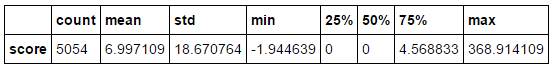 count mean std min 25% 50% 75% max
score 5054 6.997109 18.670764 -1.944639 0 0 4.568833 368.914109